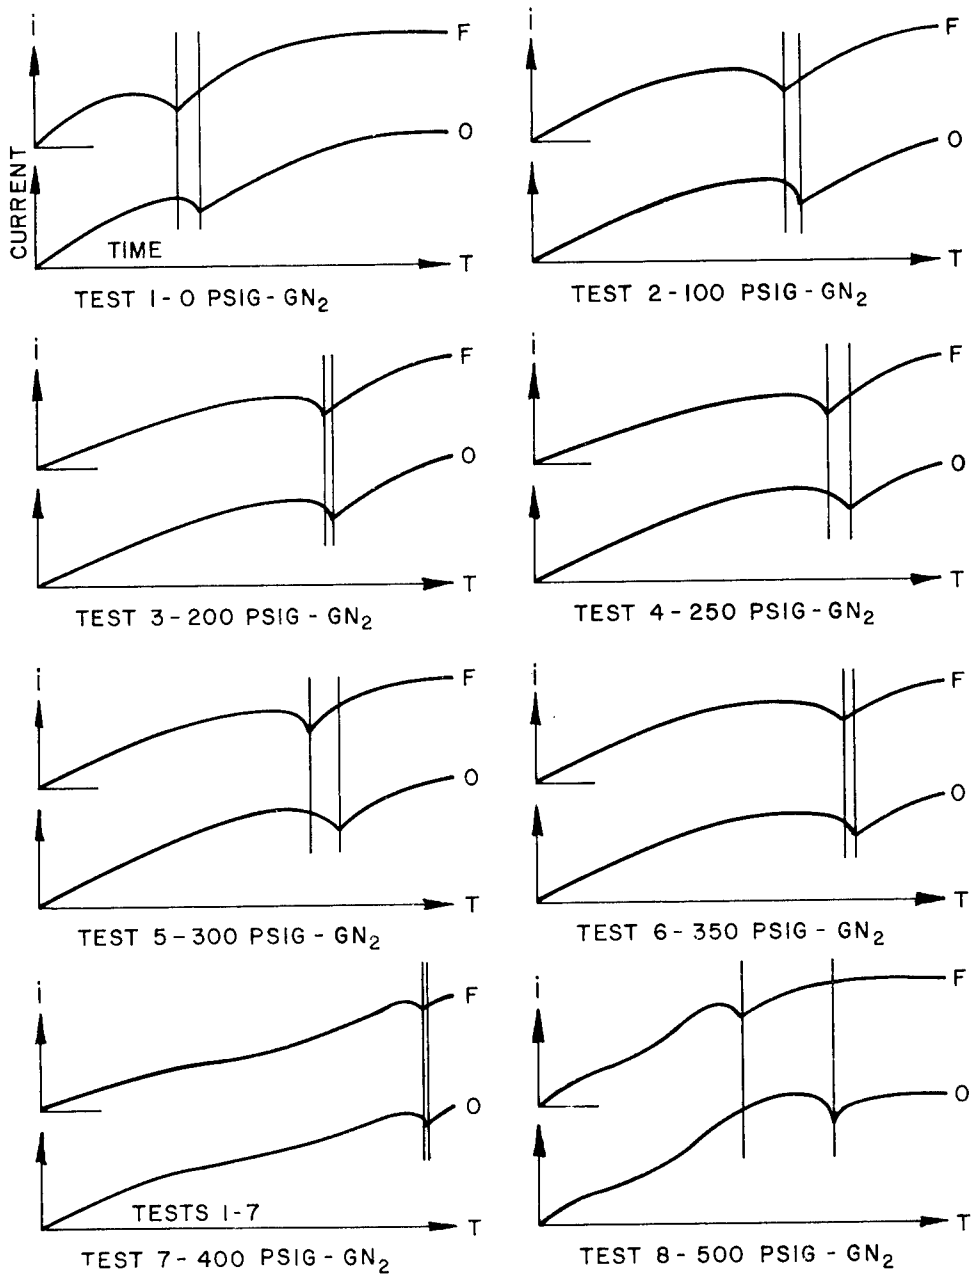 i
F
CURRENT
O
TIME
T
TEST 1-0 PSIG-GN2
i
F
O
T
TEST 2-100 PSIG-GN2
i
F
O
T
TEST 3-200 PSIG-GN2
i
F
O
T
TEST 4-250 PSIG-GN2
i
F
O
T
TEST 5-300 PSIG-GN2
i
F
O
T
TEST 6-350 PSIG-GN2
i
F
O
TESTS 1-7
T
TEST 7-400 PSIG-GN2
i
F
O
T
TEST 8-500 PSIG-GN2